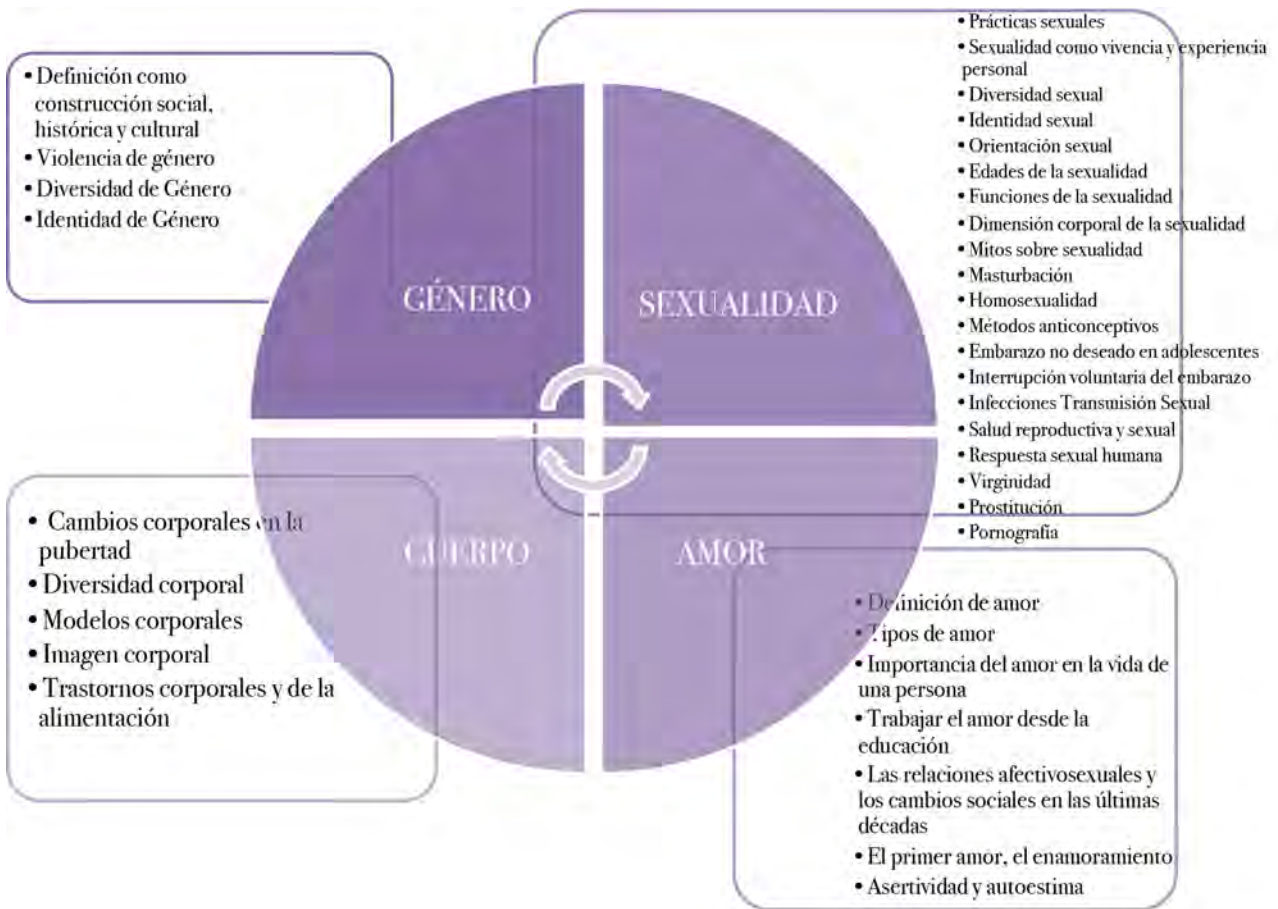 • Definición como
construcción social,
histórica y cultural
• Violencia de género
• Diversidad de Género
• Identidad de Género
GÉNERO
SEXUALIDAD
• Prácticas sexuales
• Sexualidad como vivencia y experiencia
personal
• Diversidad sexual
• Identidad sexual
• Orientación sexual
• Edades de la sexualidad
• Funciones de la sexualidad
• Dimensión corporal de la sexualidad
• Mitos sobre sexualidad
• Masturbación
• Homosexualidad
• Métodos anticonceptivos
• Embarazo no deseado en adolescentes
• Interrupción voluntaria del embarazo
• Infecciones Transmisión Sexual
• Salud reproductiva y sexual
• Respuesta sexual humana
• Virginidad
• Prostitución
• Pornografía
• Cambios corporales en la
pubertad
• Diversidad corporal
• Modelos corporales
• Imagen corporal
• Trastornos corporales y de la
alimentación
CUERPO
AMOR
• Definición de amor
• Tipos de amor
• Importancia del amor en la vida de
una persona
• Trabajar el amor desde la
educación
• Las relaciones afectivosexuales y
los cambios sociales en las últimas
décadas
• El primer amor, el enamoramiento
• Asertividad y autoestima